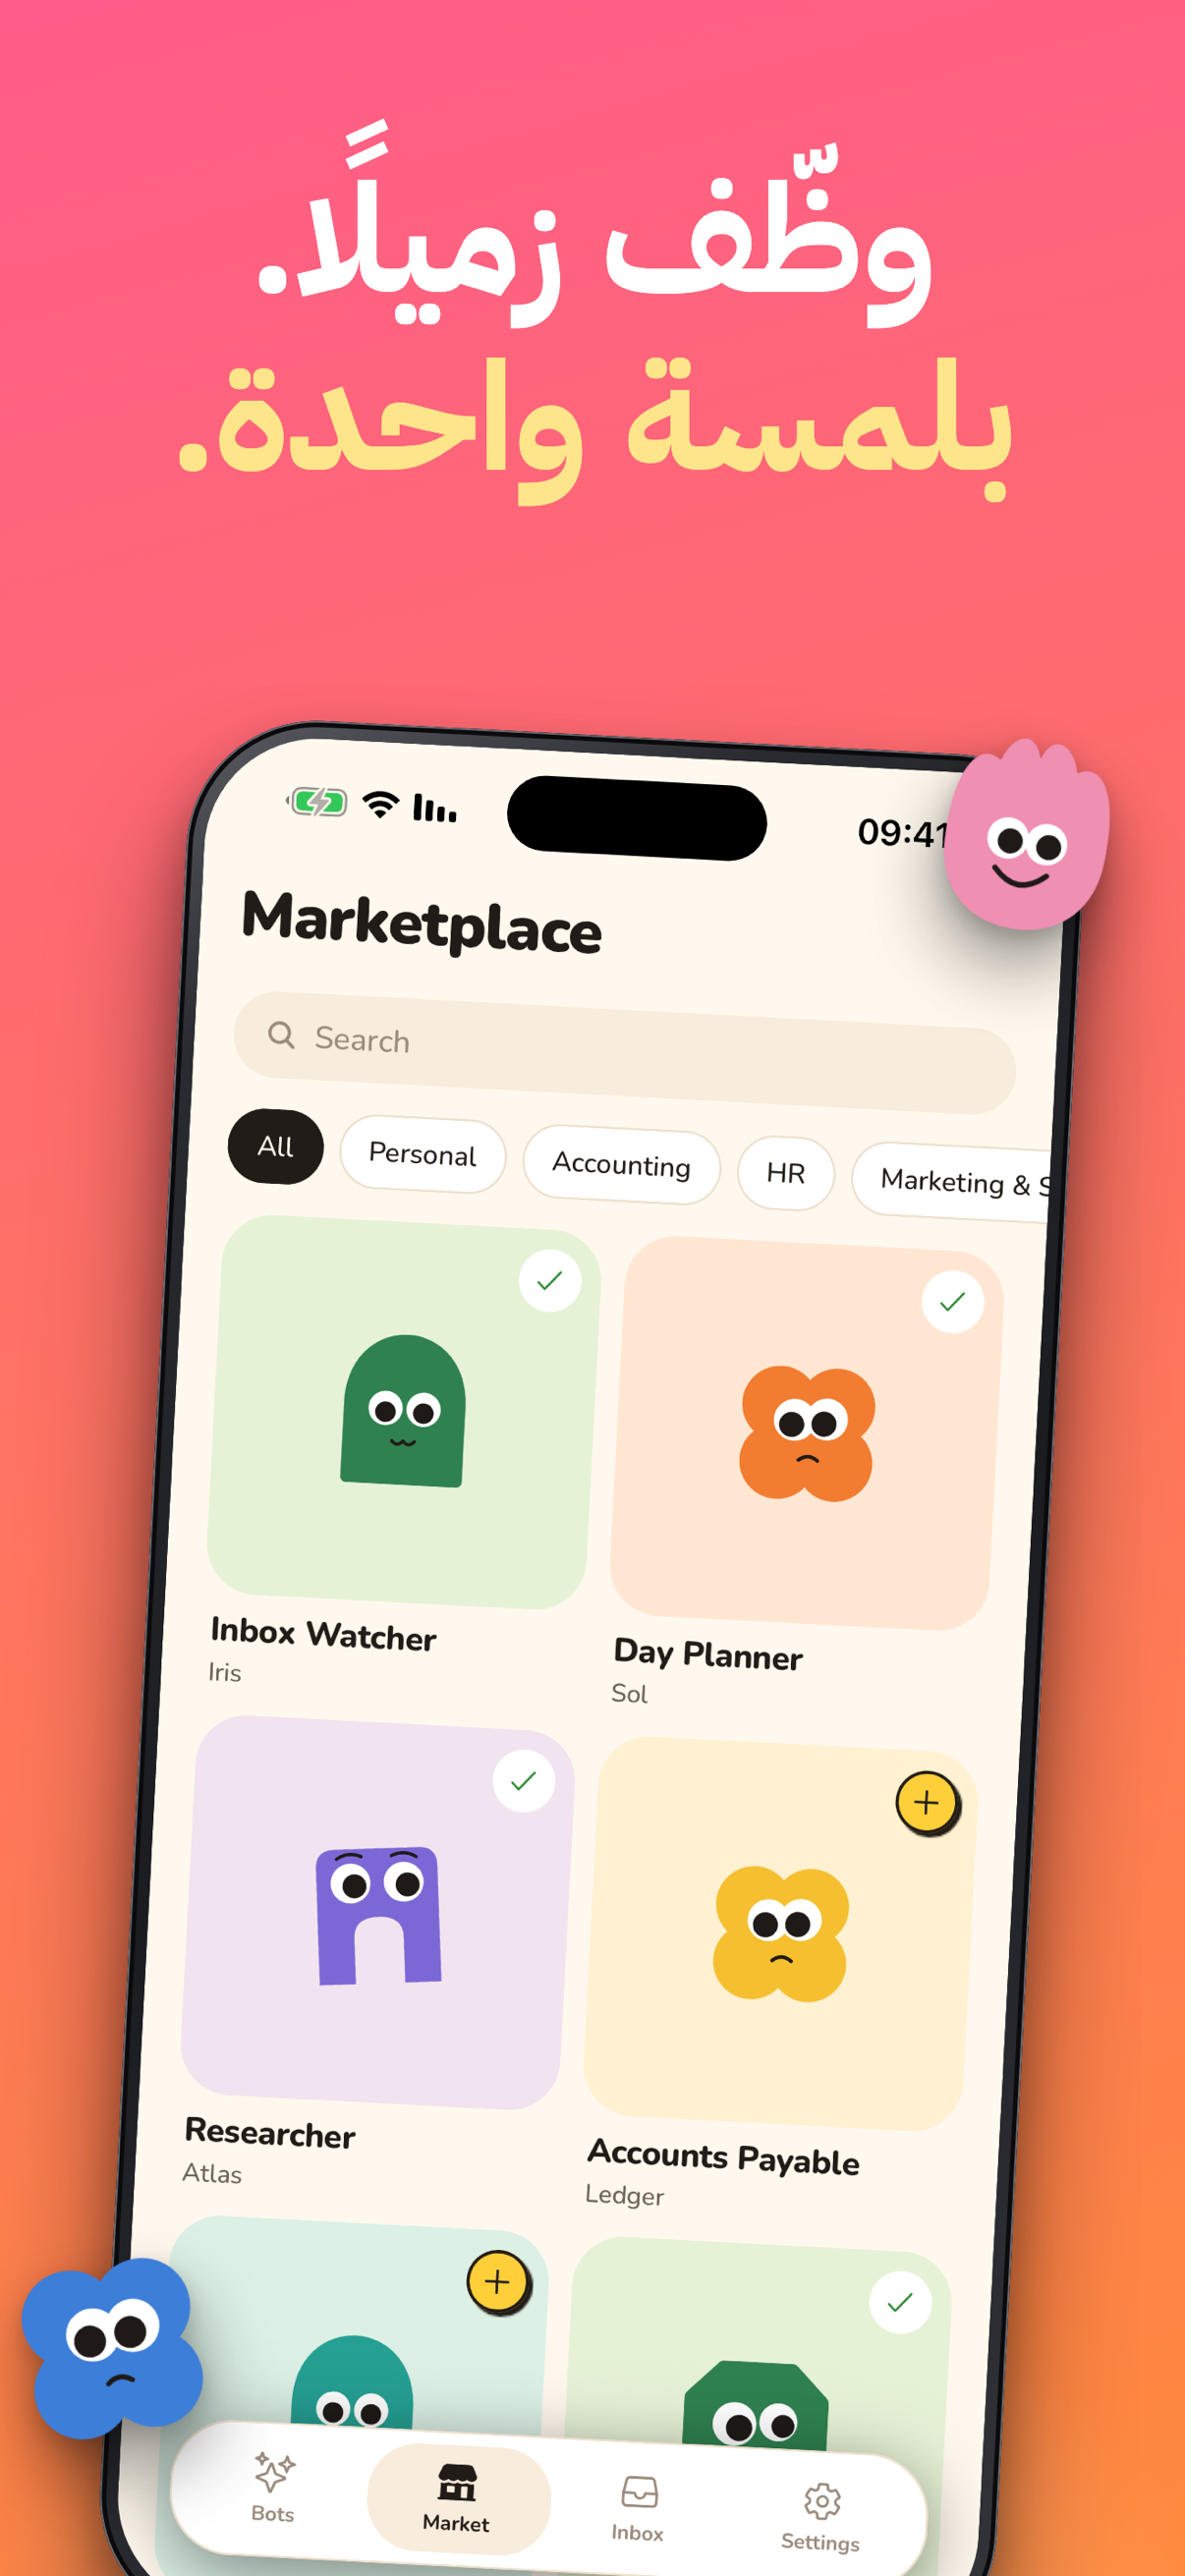 وظّف زميلًا.
بلمسة واحدة.
09:41
Marketplace
Search
All Personal Accounting HR Marketing & S
Inbox Watcher
Iris
Day Planner
Sol
Researcher
Atlas
Accounts Payable
Ledger
Bots Market Inbox Settings